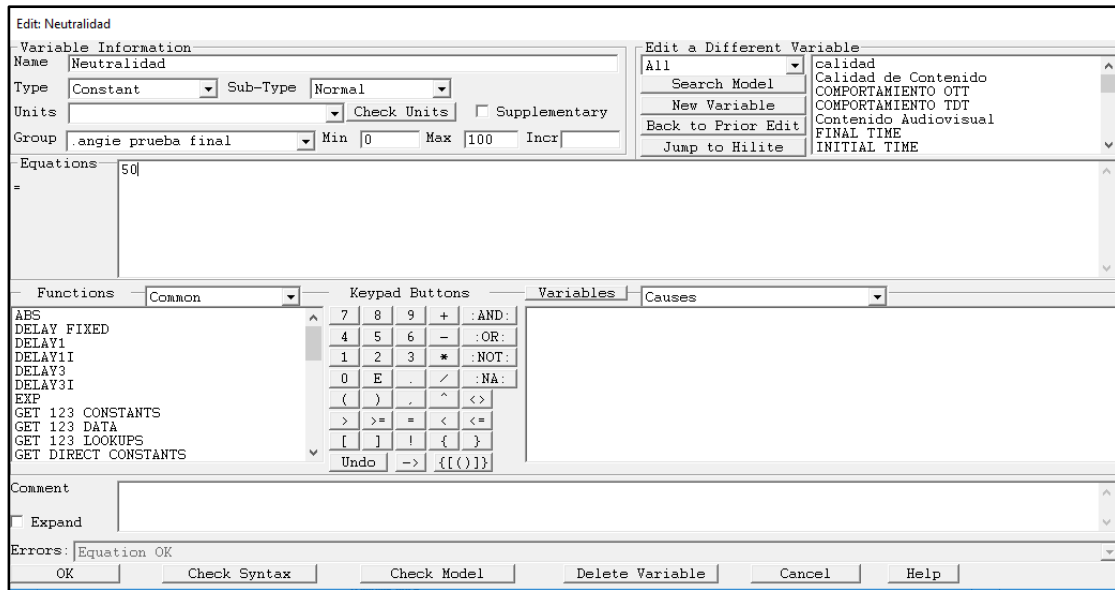 Edit: Neutralidad
Variable Information
Name Neutralidad
Type Constant Sub-Type Normal
Units Check Units Supplementary
Group .angie prueba final Min 0 Max 100 Incr
Edit a Different Variable
All
Search Model
New Variable
Back to Prior Edit
Jump to Hilite
calidad
Calidad de Contenido
COMPORTAMIENTO OTT
COMPORTAMIENTO TDT
Contenido Audiovisual
FINAL TIME
INITIAL TIME
Equations
=
50
Functions Common
ABS
DELAY FIXED
DELAY1
DELAY1I
DELAY3
DELAY3I
EXP
GET 123 CONSTANTS
GET 123 DATA
GET 123 LOOKUPS
GET DIRECT CONSTANTS
Keypad Buttons
7 8 9 + :AND:
4 5 6 - :OR:
1 2 3 * :NOT:
0 E . / :NA:
( ) , ^ <>
> >= = < <=
[ ] ! { }
Undo -> {[()]}
Variables Causes
Comment
Expand
Errors: Equation OK
OK Check Syntax Check Model Delete Variable Cancel Help